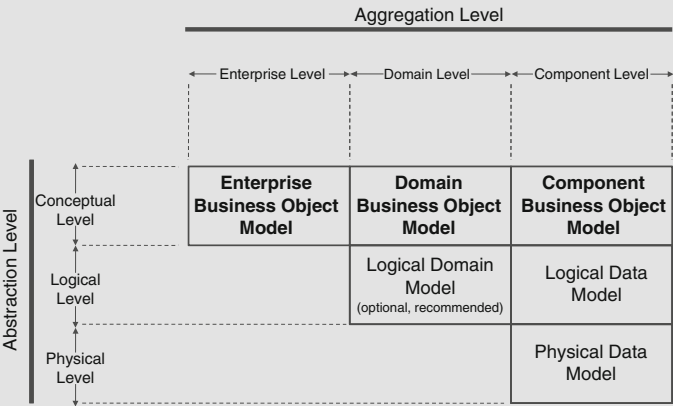 Aggregation Level
Enterprise Level
Domain Level
Component Level
Abstraction Level
Conceptual
Level
Enterprise
Business Object
Model
Domain
Business Object
Model
Component
Business Object
Model
Logical
Level
Logical Domain
Model
(optional, recommended)
Logical Data
Model
Physical
Level
Physical Data
Model